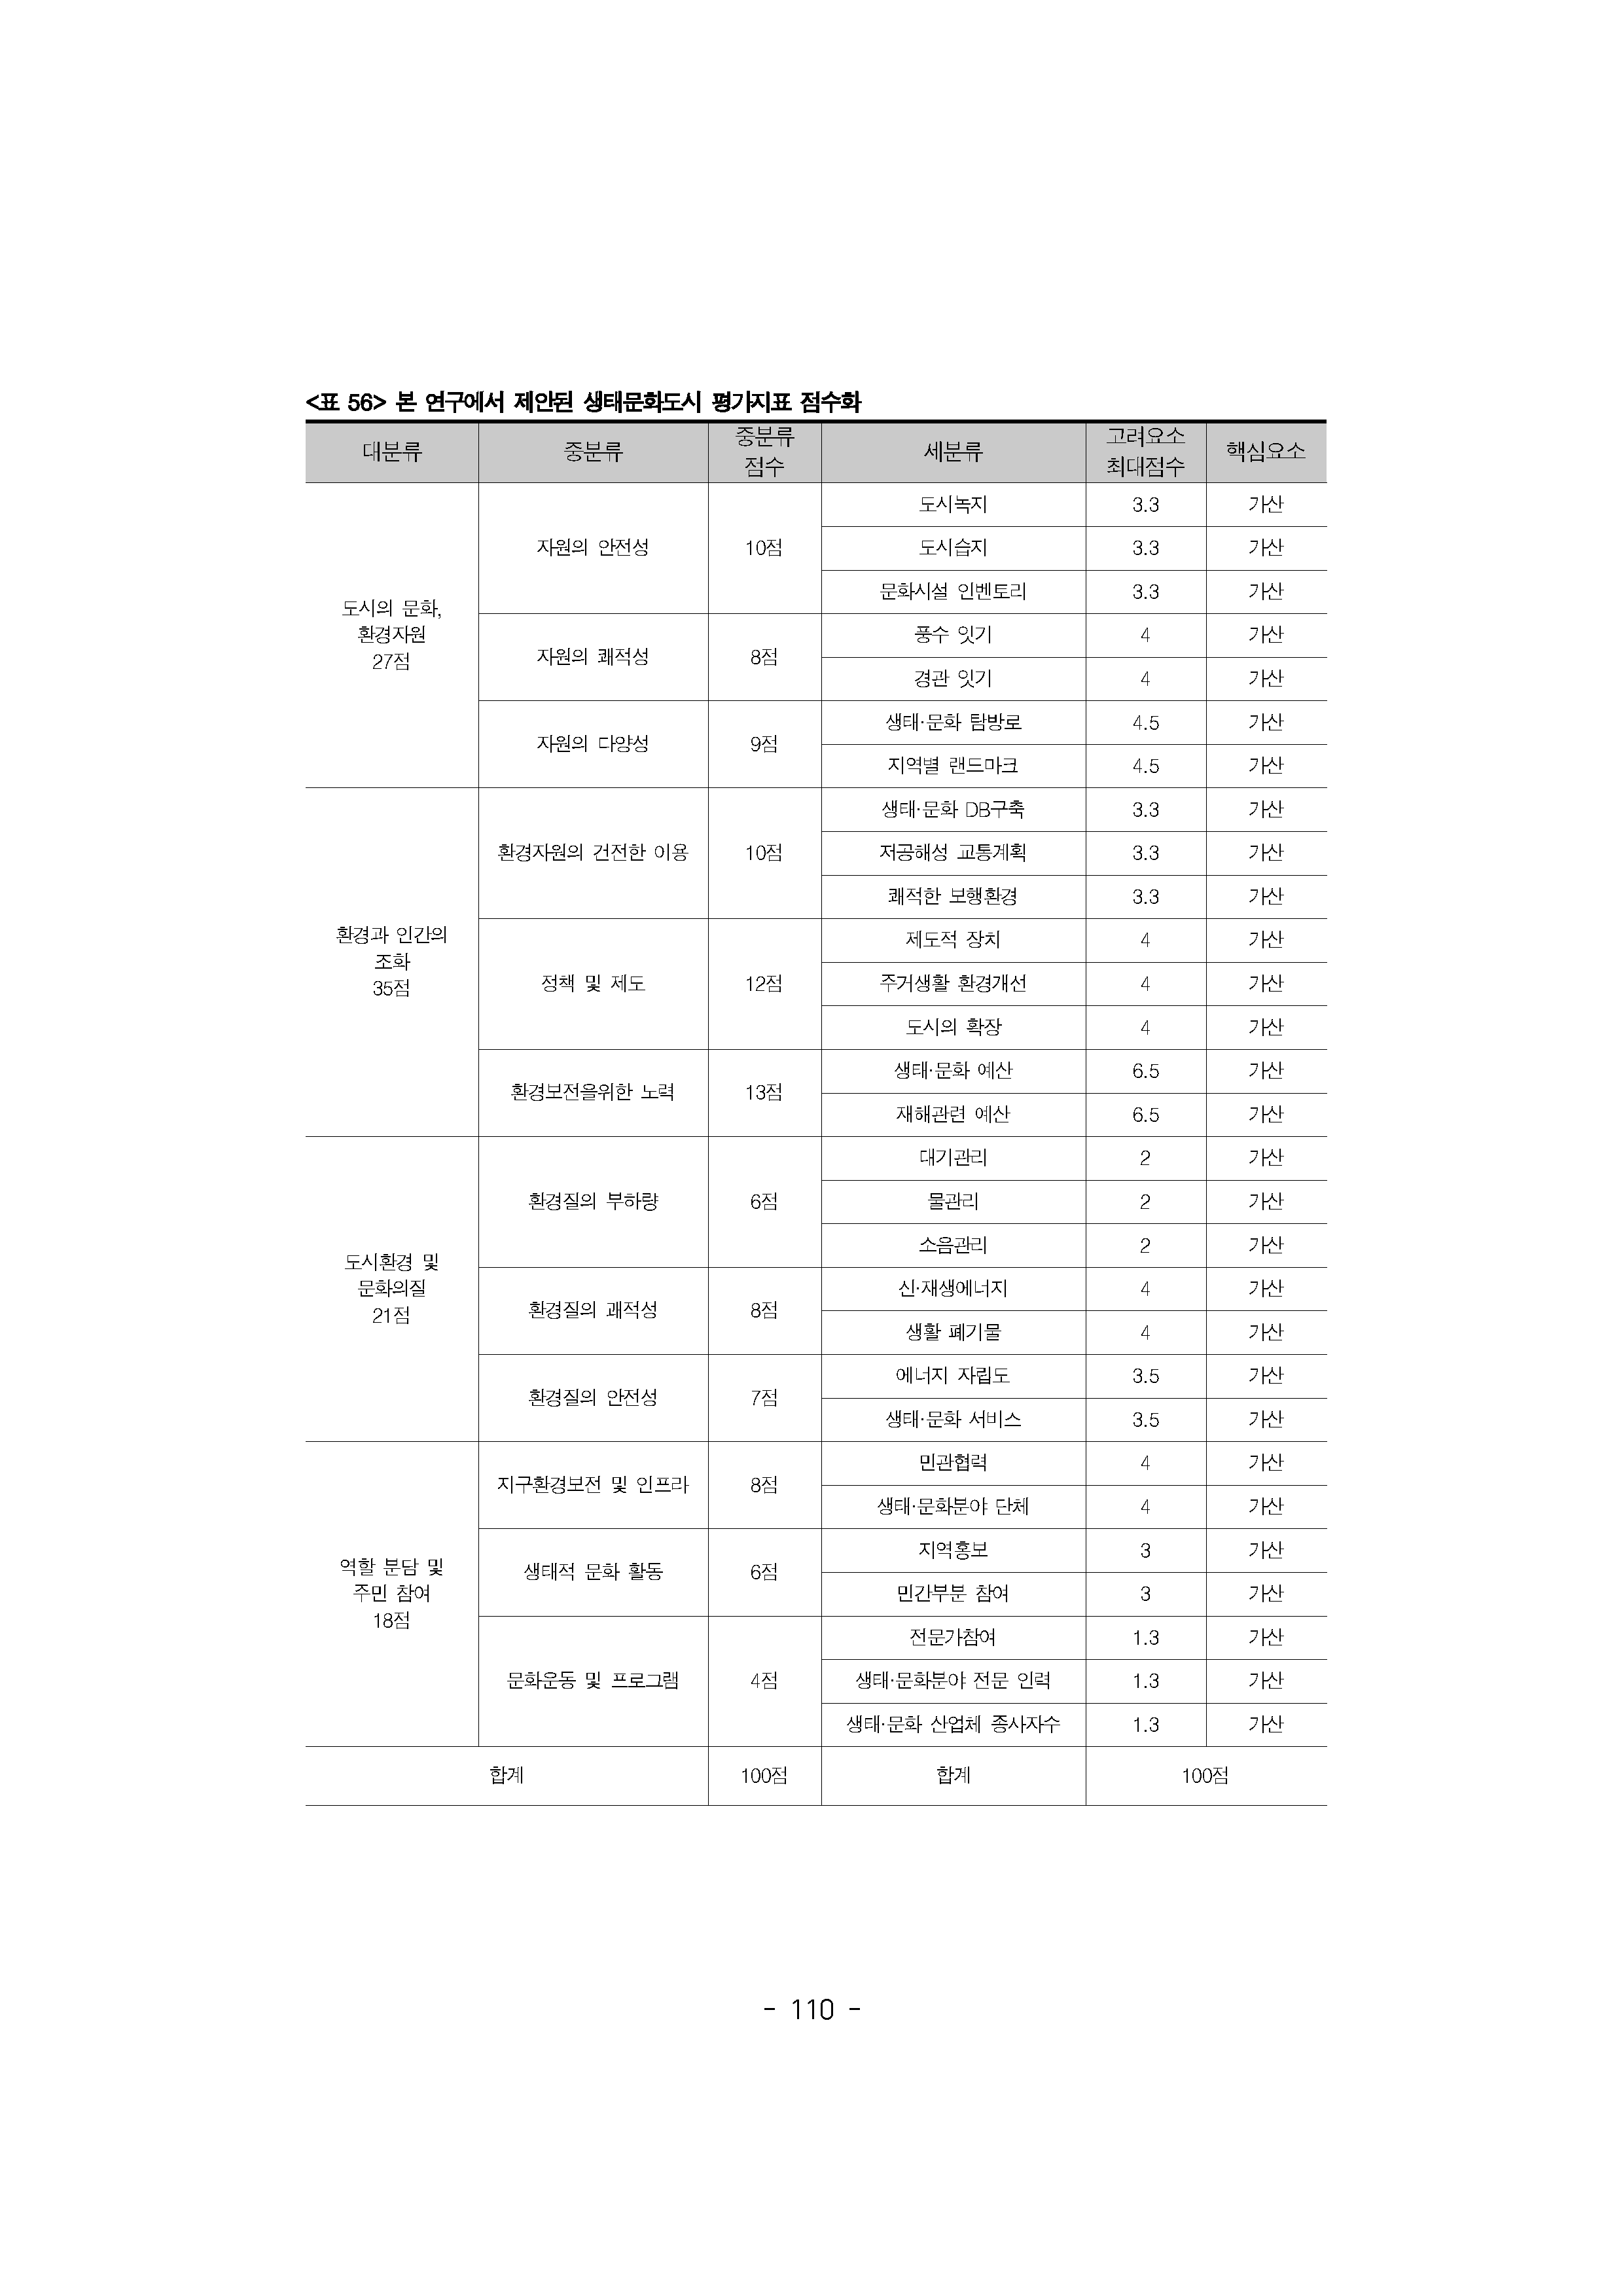 <표 56> 본 연구에서 제안된 생태문화도시 평가지표 점수화
대분류 중분류 중분류 점수 세분류 고려요소 최대점수 핵심요소
도시의 문화,
환경자원
27점
자원의 안전성 10점
도시녹지 3.3 가산
도시습지 3.3 가산
문화시설 인벤토리 3.3 가산
자원의 쾌적성 8점
풍수 잇기 4 가산
경관 잇기 4 가산
자원의 다양성 9점
생태·문화 탐방로 4.5 가산
지역별 랜드마크 4.5 가산
환경과 인간의
조화
35점
환경자원의 건전한 이용 10점
생태·문화 DB구축 3.3 가산
저공해성 교통계획 3.3 가산
쾌적한 보행환경 3.3 가산
정책 및 제도 12점
제도적 장치 4 가산
주거생활 환경개선 4 가산
도시의 확장 4 가산
환경보전을위한 노력 13점
생태·문화 예산 6.5 가산
재해관련 예산 6.5 가산
도시환경 및
문화의질
21점
환경질의 부하량 6점
대기관리 2 가산
물관리 2 가산
소음관리 2 가산
환경질의 괘적성 8점
신·재생에너지 4 가산
생활 폐기물 4 가산
환경질의 안전성 7점
에너지 자립도 3.5 가산
생태·문화 서비스 3.5 가산
역할 분담 및
주민 참여
18점
지구환경보전 및 인프라 8점
민관협력 4 가산
생태·문화분야 단체 4 가산
생태적 문화 활동 6점
지역홍보 3 가산
민간부분 참여 3 가산
문화운동 및 프로그램 4점
전문가참여 1.3 가산
생태·문화분야 전문 인력 1.3 가산
생태·문화 산업체 종사자수 1.3 가산
합계 100점 합계 100점
- 110 -